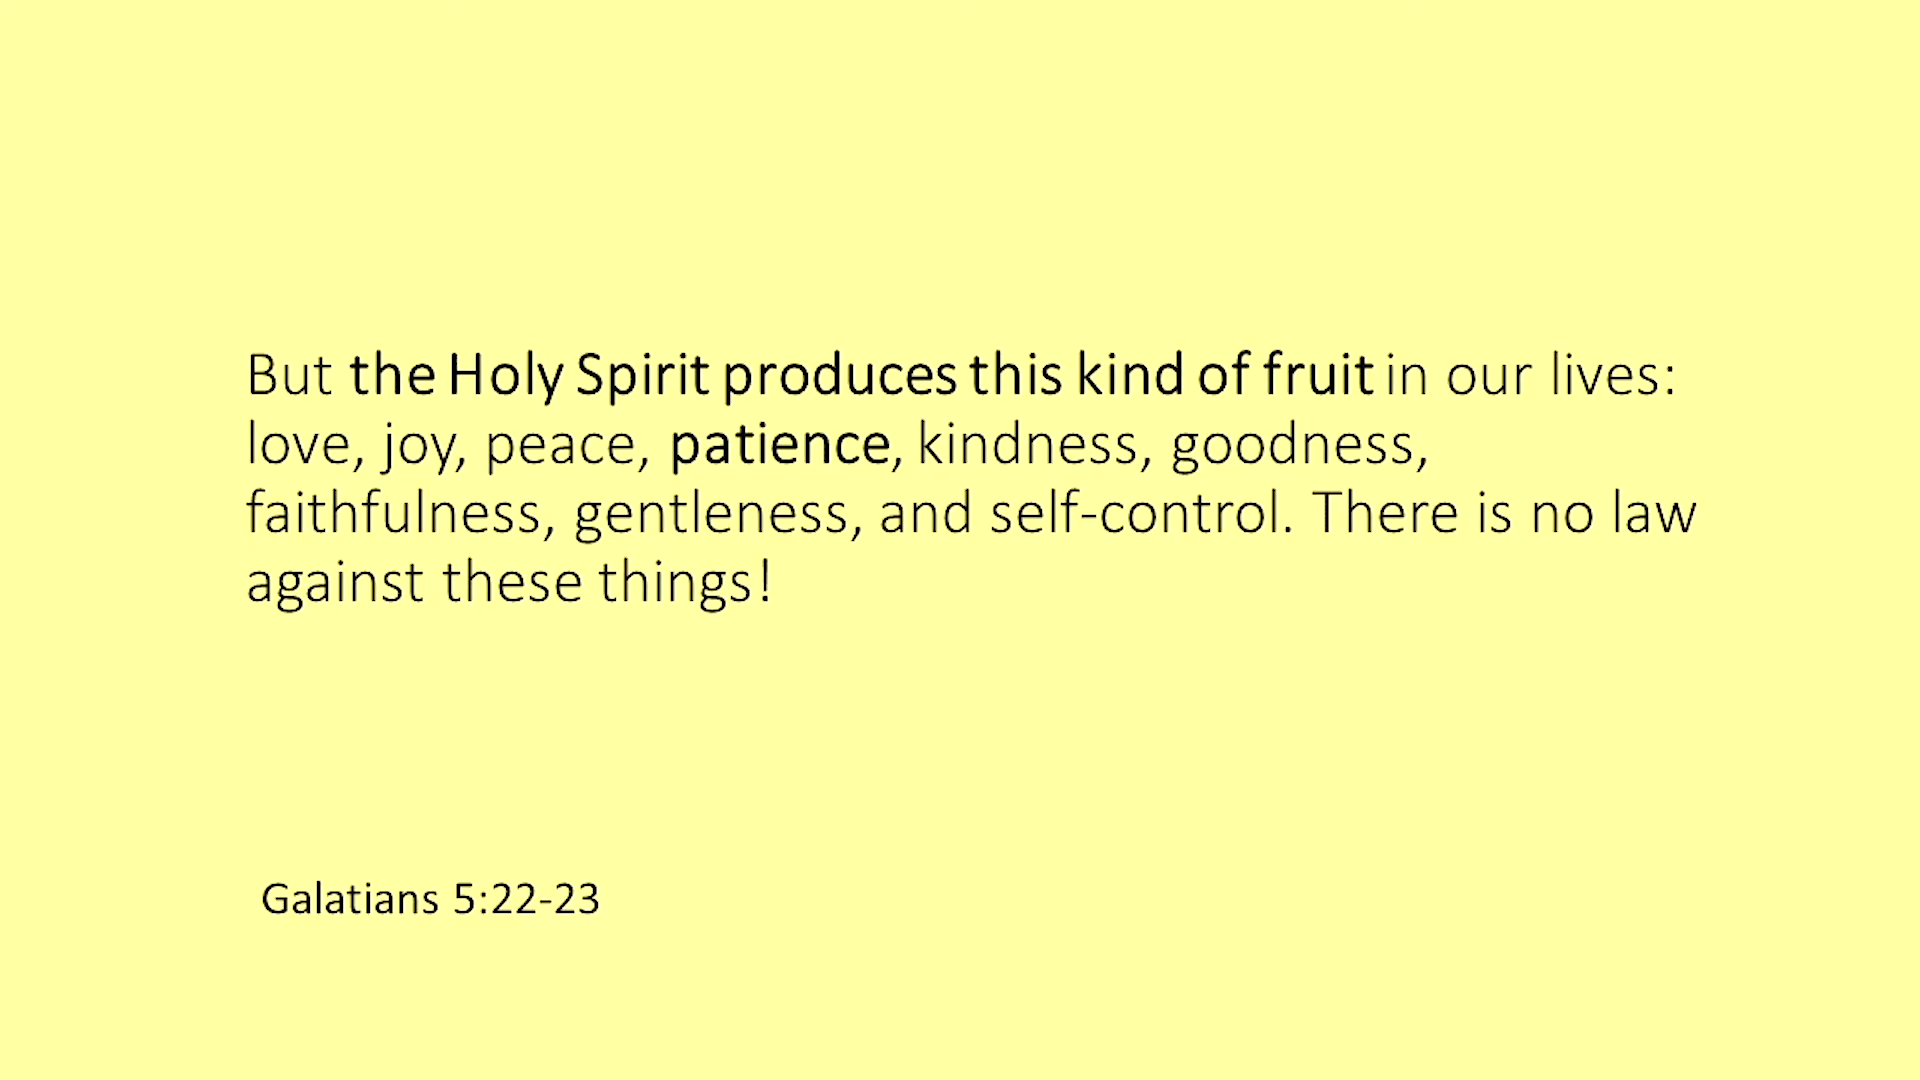 But the Holy Spirit produces this kind of fruit in our lives:
love, joy, peace, patience, kindness, goodness,
faithfulness, gentleness, and self-control. There is no law
against these things!
Galatians 5:22-23